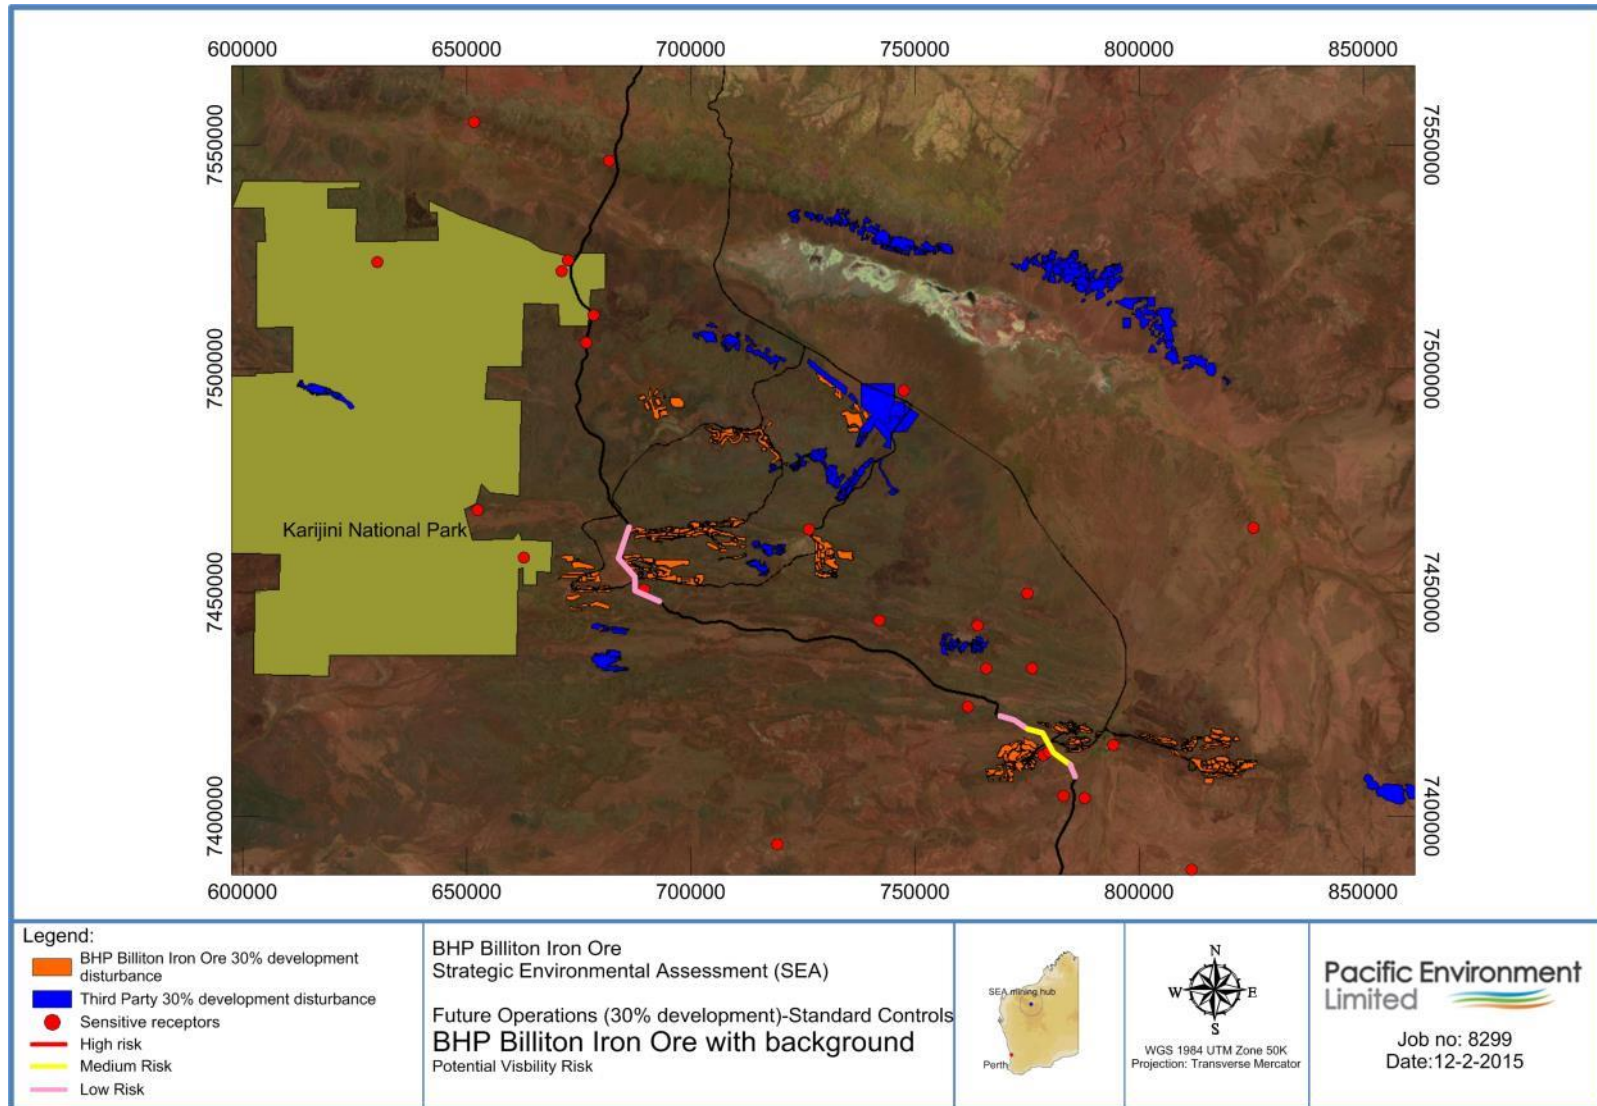 600000 650000 700000 750000 800000 850000
7550000 7550000
7500000 7500000
Karijini National Park
7450000 7450000
7400000 7400000
600000 650000 700000 750000 800000 850000
Legend:
BHP Billiton Iron Ore 30% development
disturbance
Third Party 30% development disturbance
Sensitive receptors
High risk
Medium Risk
Low Risk
BHP Billiton Iron Ore
Strategic Environmental Assessment (SEA)
Future Operations (30% development)-Standard Controls
BHP Billiton Iron Ore with background
Potential Visbility Risk
SEA mining hub
Perth
N
W E
S
WGS 1984 UTM Zone 50K
Projection: Transverse Mercator
Pacific Environment
Limited
Job no: 8299
Date:12-2-2015